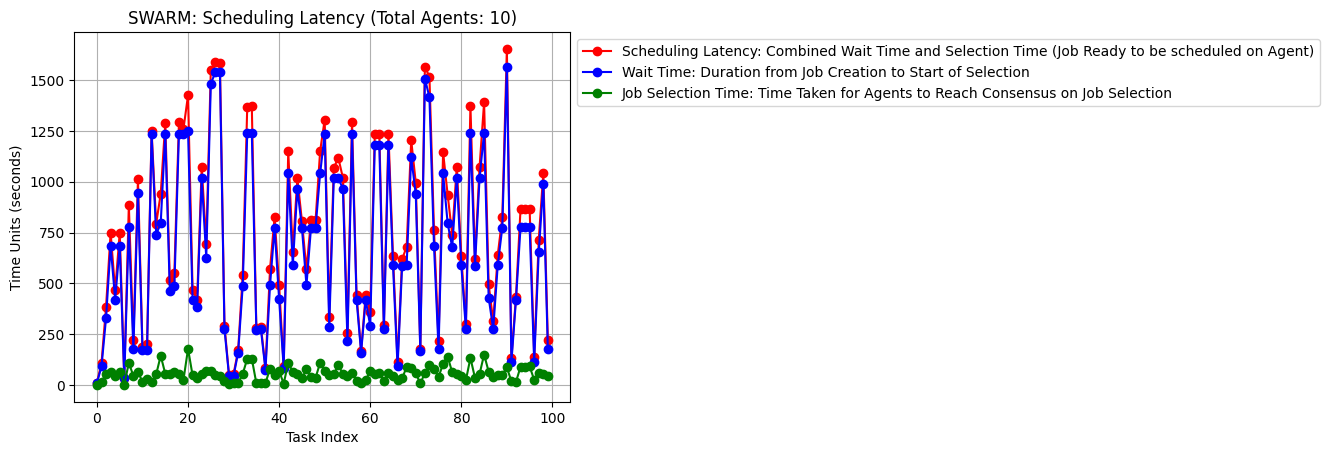 SWARM: Scheduling Latency (Total Agents: 10)
Scheduling Latency: Combined Wait Time and Selection Time (Job Ready to be scheduled on Agent)
Wait Time: Duration from Job Creation to Start of Selection
Job Selection Time: Time Taken for Agents to Reach Consensus on Job Selection
Time Units (seconds)
1500
1250
1000
750
500
250
0
0 20 40 60 80 100
Task Index